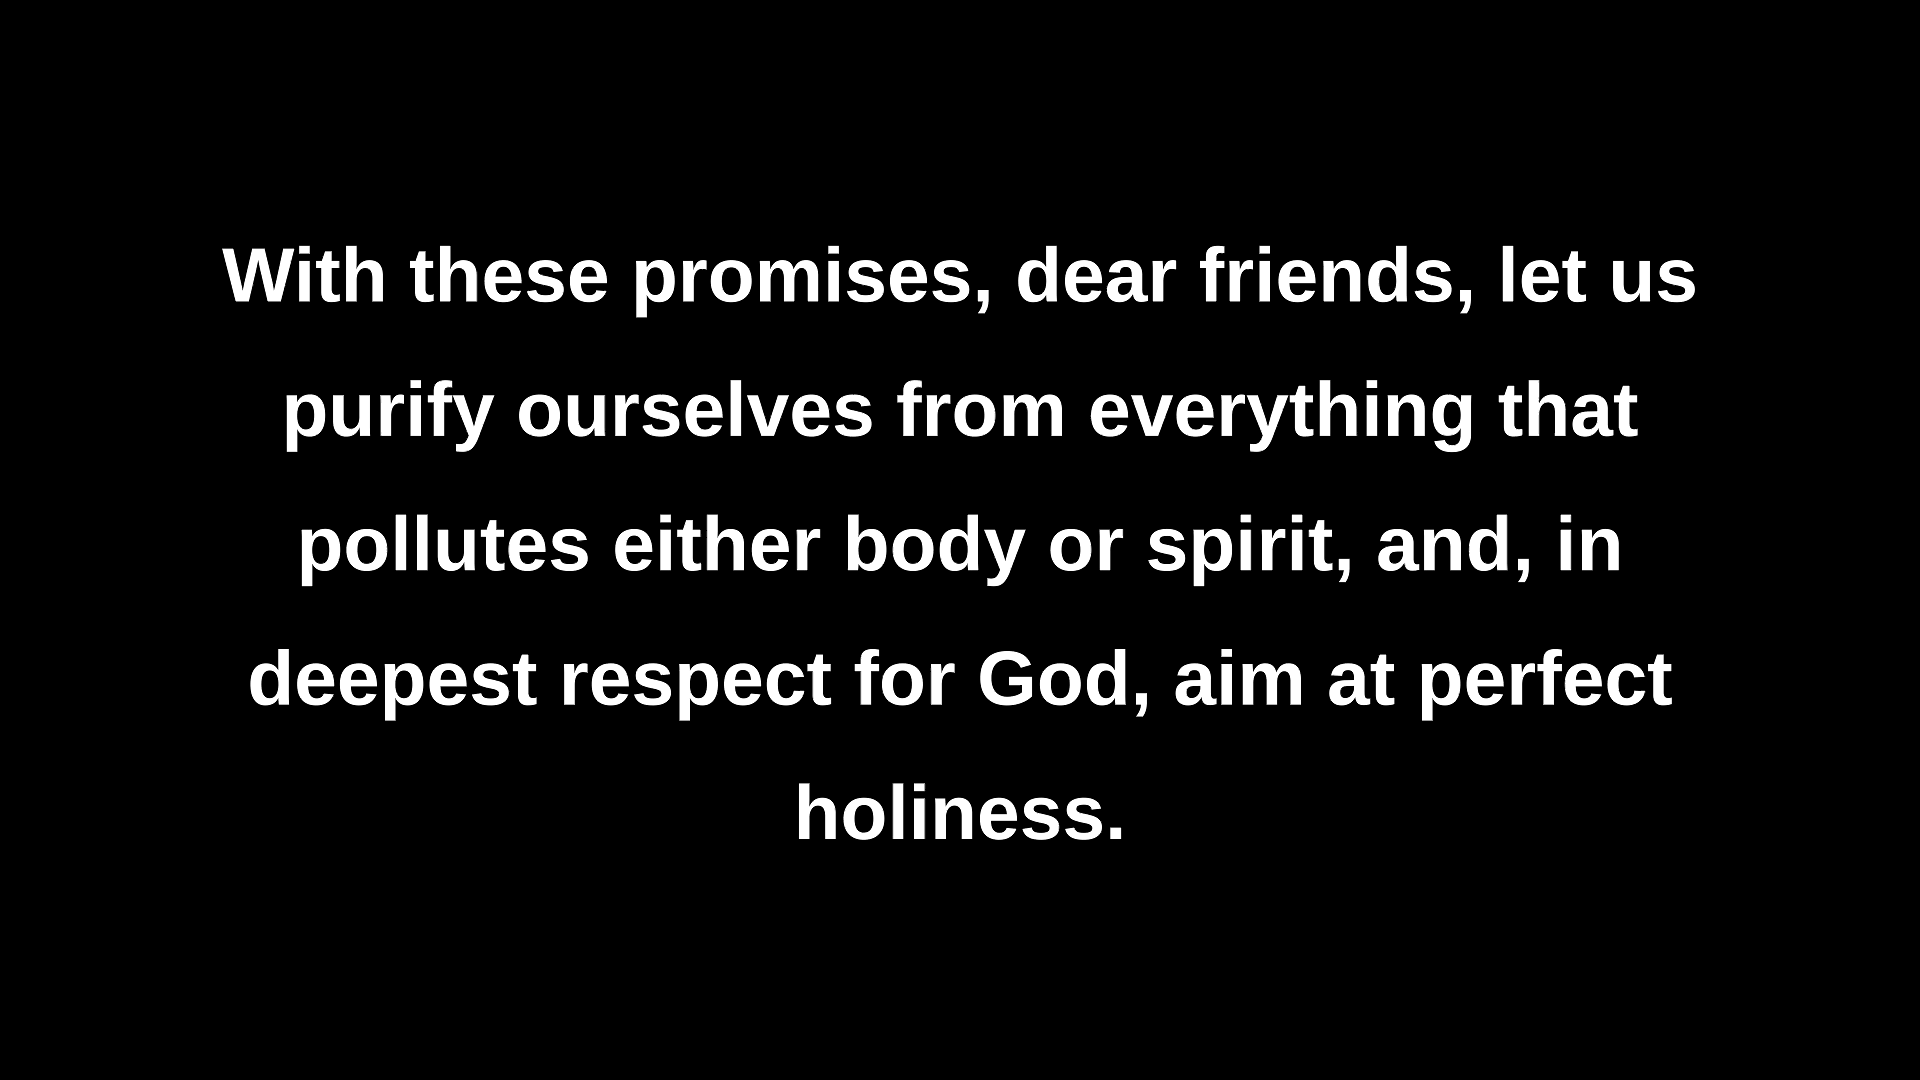 With these promises, dear friends, let us
purify ourselves from everything that
pollutes either body or spirit, and, in
deepest respect for God, aim at perfect
holiness.